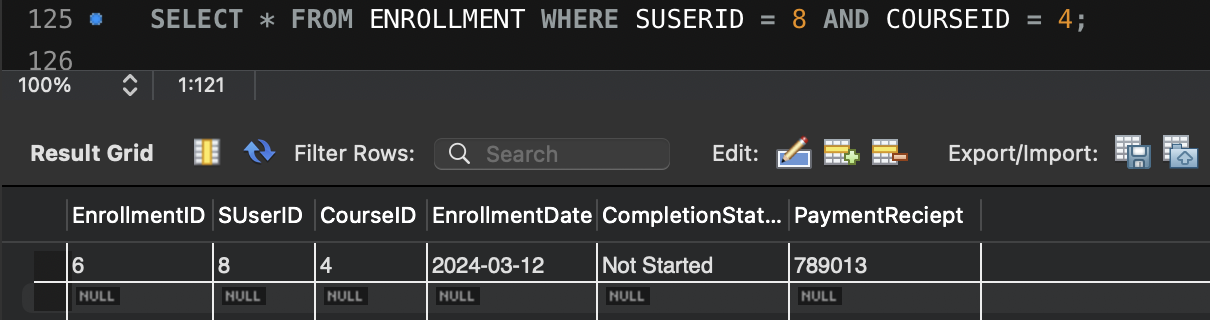 125 SELECT * FROM ENROLLMENT WHERE SUSERID = 8 AND COURSEID = 4;
126
100% 1:121
Result Grid Filter Rows: Search Edit: Export/Import:
EnrollmentID SUserID CourseID EnrollmentDate CompletionStat... PaymentReciept
6 8 4 2024-03-12 Not Started 789013
NULL NULL NULL NULL NULL NULL